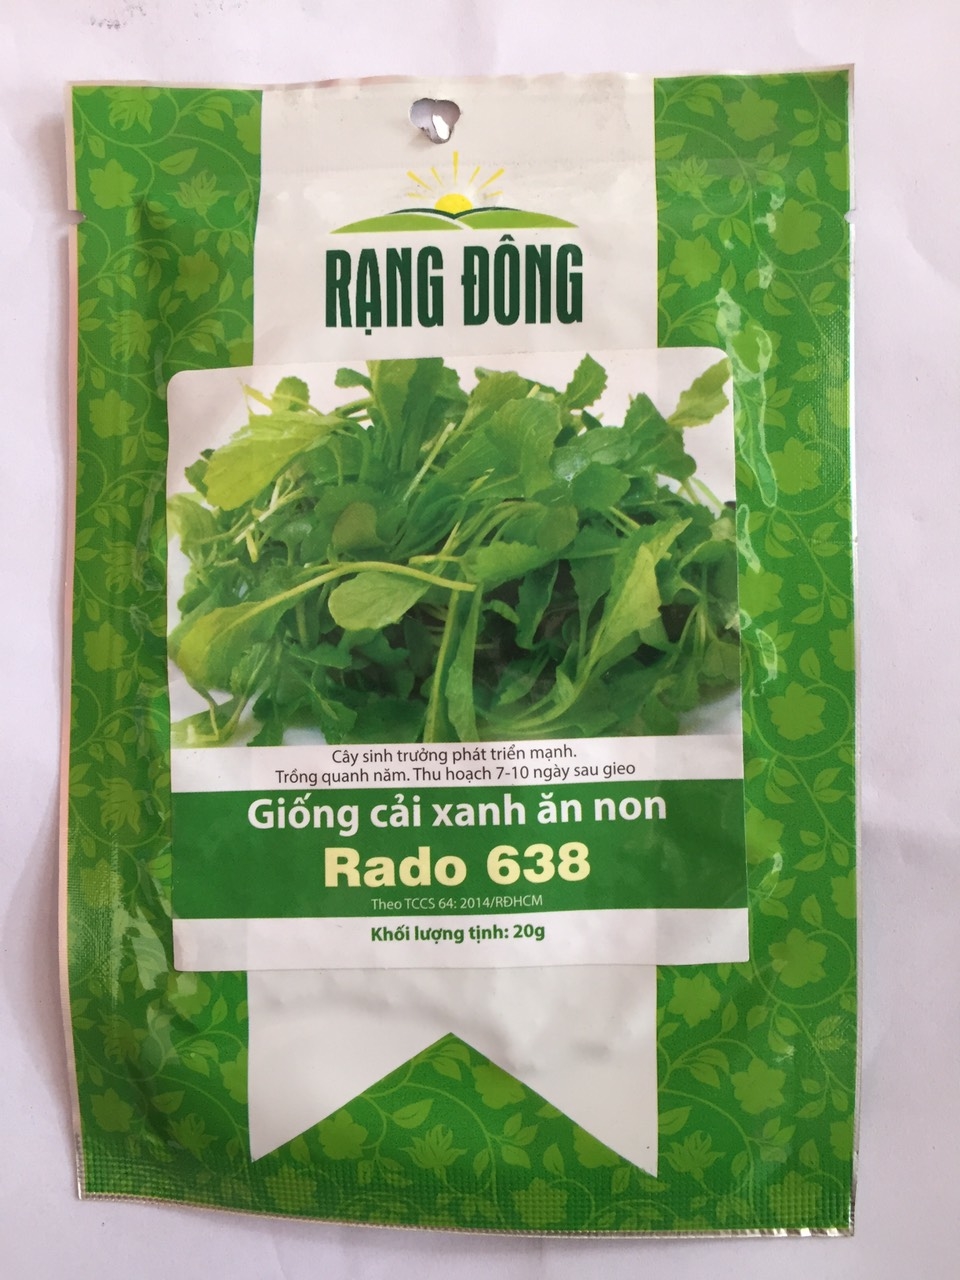 RẠNG ĐÔNG
Cây sinh trưởng phát triển mạnh.
Trồng quanh năm. Thu hoạch 7-10 ngày sau gieo
Giống cải xanh ăn non
Rado 638
Theo TCCS 64: 2014/RĐHCM
Khối lượng tịnh: 20g